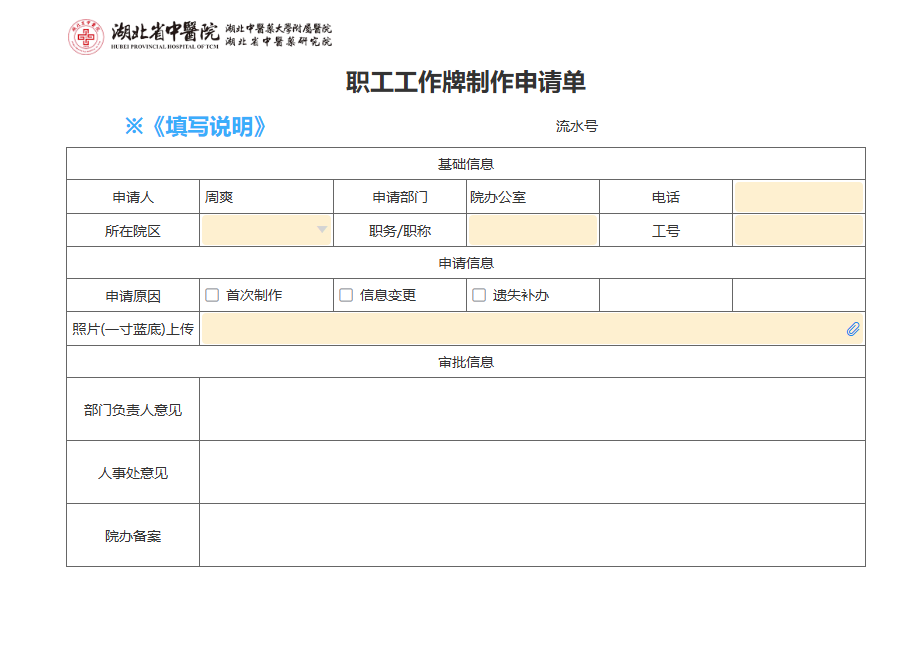 湖北省中醫院 湖北中醫藥大學附屬醫院
HUBEI PROVINCIAL HOSPITAL OF TCM 湖北省中醫藥研究院
职工工作牌制作申请单
※《填写说明》 流水号
基础信息
申请人 周爽 申请部门 院办公室 电话
所在院区 职务/职称 工号
申请信息
申请原因 首次制作 信息变更 遗失补办
照片(一寸蓝底)上传
审批信息
部门负责人意见
人事处意见
院办备案